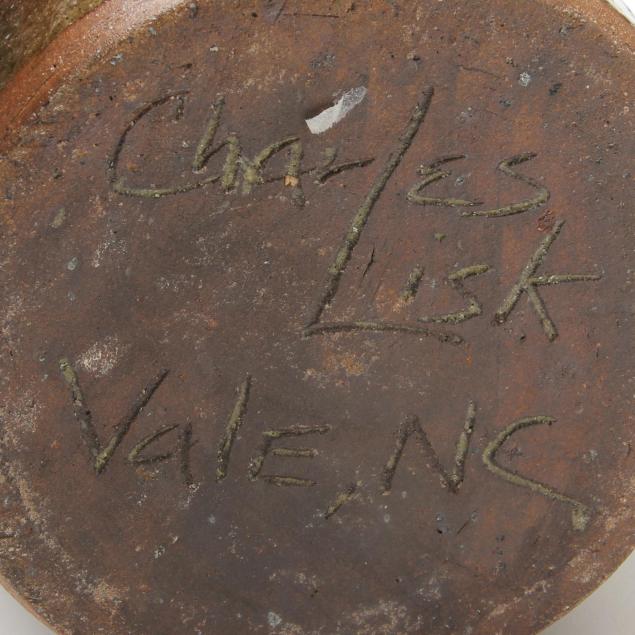 Charles
Lisk
Vale, NC